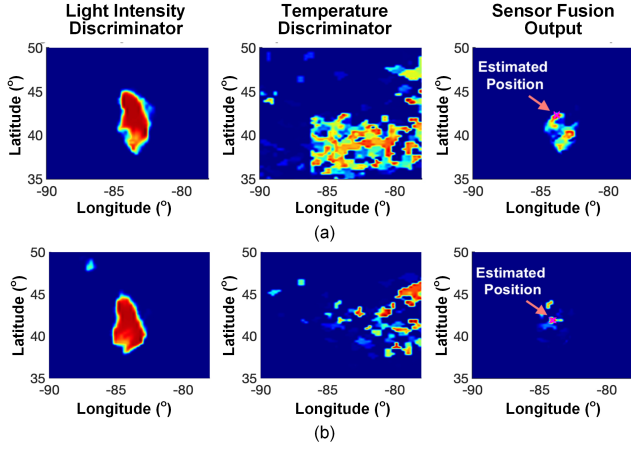 Light Intensity
Discriminator
Temperature
Discriminator
Sensor Fusion
Output
50
45
40
35
Latitude (o)
-90
-85
-80
Longitude (o)
50
45
40
35
Latitude (o)
-90
-85
-80
Longitude (o)
50
45
40
35
Latitude (o)
Estimated
Position
-90
-85
-80
Longitude (o)
(a)
50
45
40
35
Latitude (o)
-90
-85
-80
Longitude (o)
50
45
40
35
Latitude (o)
-90
-85
-80
Longitude (o)
50
45
40
35
Latitude (o)
Estimated
Position
-90
-85
-80
Longitude (o)
(b)